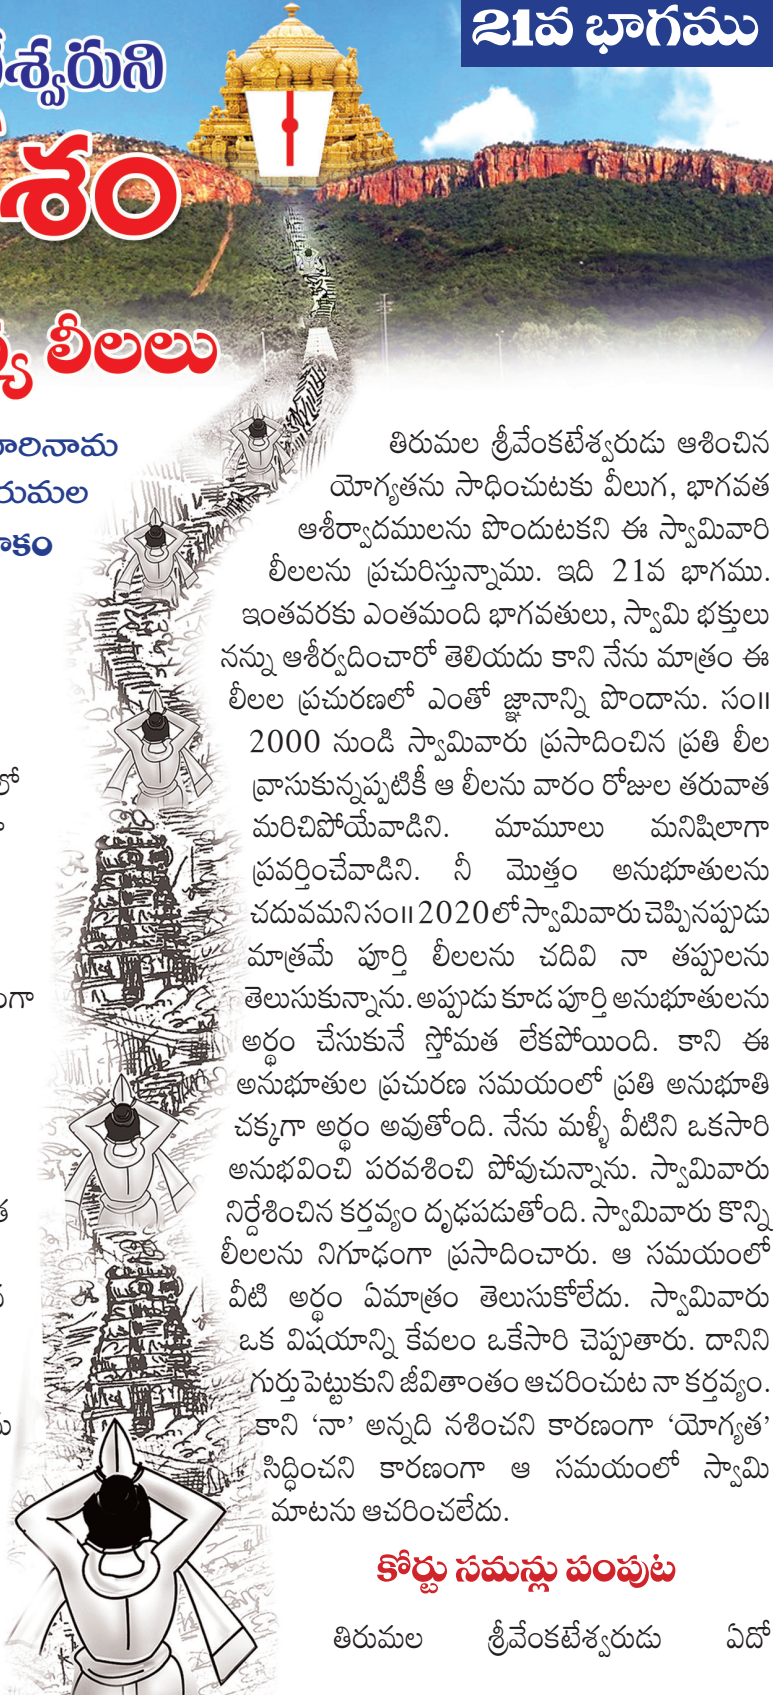 21వ భాగము
లీలలు
తిరుమల శ్రీవేంకటేశ్వరుడు ఆశించిన
యోగ్యతను సాధించుటకు వీలుగ, భాగవత
ఆశీర్వాదములను పొందుటకని ఈ స్వామివారి
లీలలను ప్రచురిస్తున్నాము. ఇది 21వ భాగము.
ఇంతవరకు ఎంతమంది భాగవతులు, స్వామి భక్తులు
నన్ను ఆశీర్వదించారో తెలియదు కాని నేను మాత్రం ఈ
లీలల ప్రచురణలో ఎంతో జ్ఞానాన్ని పొందాను. సం॥
2000 నుండి స్వామివారు ప్రసాదించిన ప్రతి లీల
వ్రాసుకున్నప్పటికీ ఆ లీలను వారం రోజుల తరువాత
మరిచిపోయేవాడిని. మామూలు మనిషిలాగా
ప్రవర్తించేవాడిని. నీ మొత్తం అనుభూతులను
చదువమని సం॥ 2020లో స్వామివారు చెప్పినప్పుడు
మాత్రమే పూర్తి లీలలను చదివి నా తప్పులను
తెలుసుకున్నాను. అప్పుడు కూడ పూర్తి అనుభూతులను
అర్థం చేసుకునే స్తోమత లేకపోయింది. కాని ఈ
అనుభూతుల ప్రచురణ సమయంలో ప్రతి అనుభూతి
చక్కగా అర్థం అవుతోంది. నేను మళ్ళీ వీటిని ఒకసారి
అనుభవించి పరవశించి పోవుచున్నాను. స్వామివారు
నిర్దేశించిన కర్తవ్యం దృఢపడుతోంది. స్వామివారు కొన్ని
లీలలను నిగూఢంగా ప్రసాదించారు. ఆ సమయంలో
వీటి అర్థం ఏమాత్రం తెలుసుకోలేదు. స్వామివారు
ఒక విషయాన్ని కేవలం ఒకేసారి చెప్పుతారు. దానిని
గుర్తుపెట్టుకుని జీవితాంతం ఆచరించుట నా కర్తవ్యం.
కాని ‘నా’ అన్నది నశించని కారణంగా ‘యోగ్యత’
సిద్ధించని కారణంగా ఆ సమయంలో స్వామి
మాటను ఆచరించలేదు.
కోర్టు సమన్లు పంపుట
తిరుమల శ్రీవేంకటేశ్వరుడు ఏదో